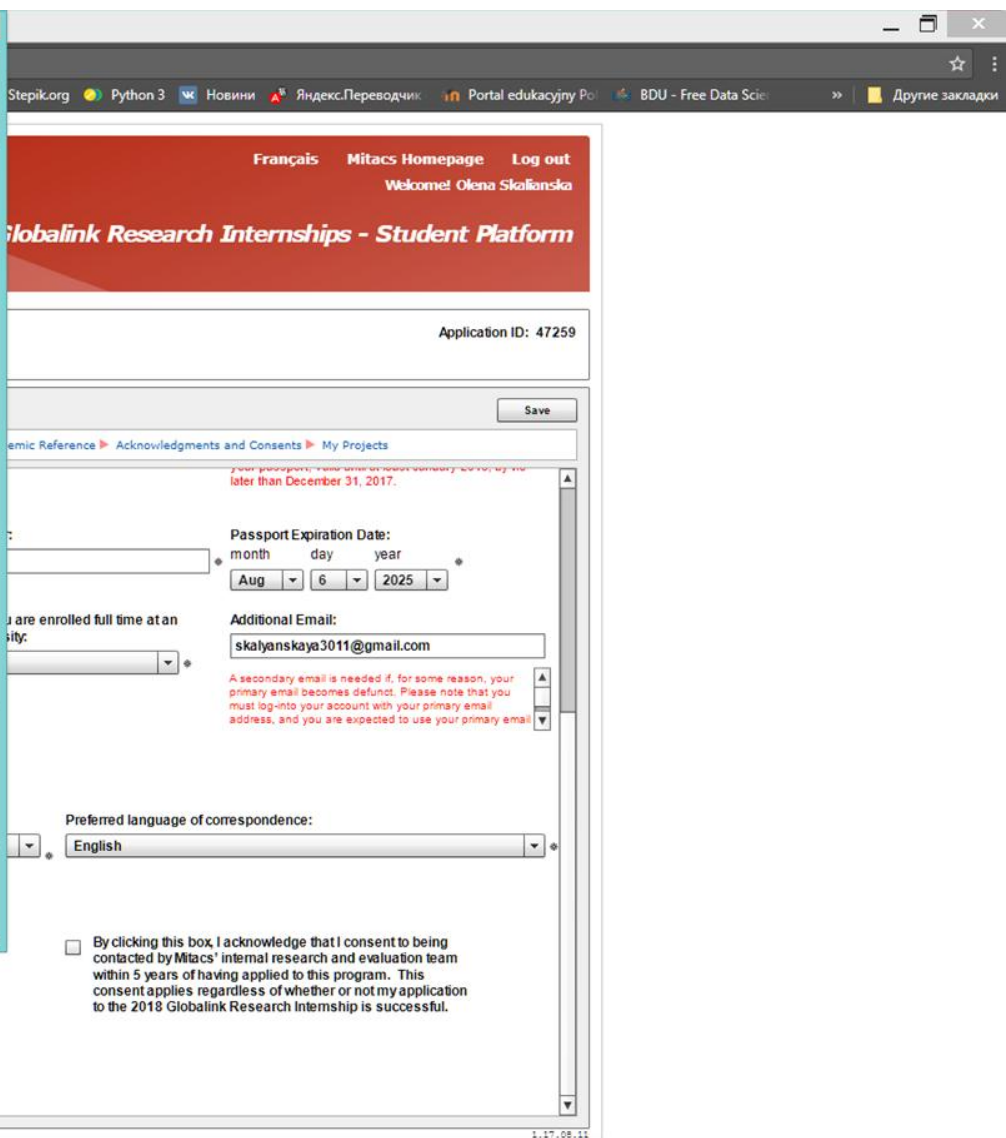 Stepik.org Python 3 Новини Яндекс.Переводчик Portal edukacyjny Pol BDU - Free Data Scie » Другие закладки
Français Mitacs Homepage Log out
Welcome! Olena Skalianska
Globalink Research Internships - Student Platform
Application ID: 47259
Save
emic Reference Acknowledgments and Consents My Projects
later than December 31, 2017.
r: Passport Expiration Date:
month day year
Aug 6 2025
u are enrolled full time at an Additional Email:
sity:
skalyanskaya3011@gmail.com
A secondary email is needed if, for some reason, your
primary email becomes defunct. Please note that you
must log-into your account with your primary email
address, and you are expected to use your primary email
Preferred language of correspondence:
English
By clicking this box, I acknowledge that I consent to being
contacted by Mitacs' internal research and evaluation team
within 5 years of having applied to this program. This
consent applies regardless of whether or not my application
to the 2018 Globalink Research Internship is successful.
1.17.08.11